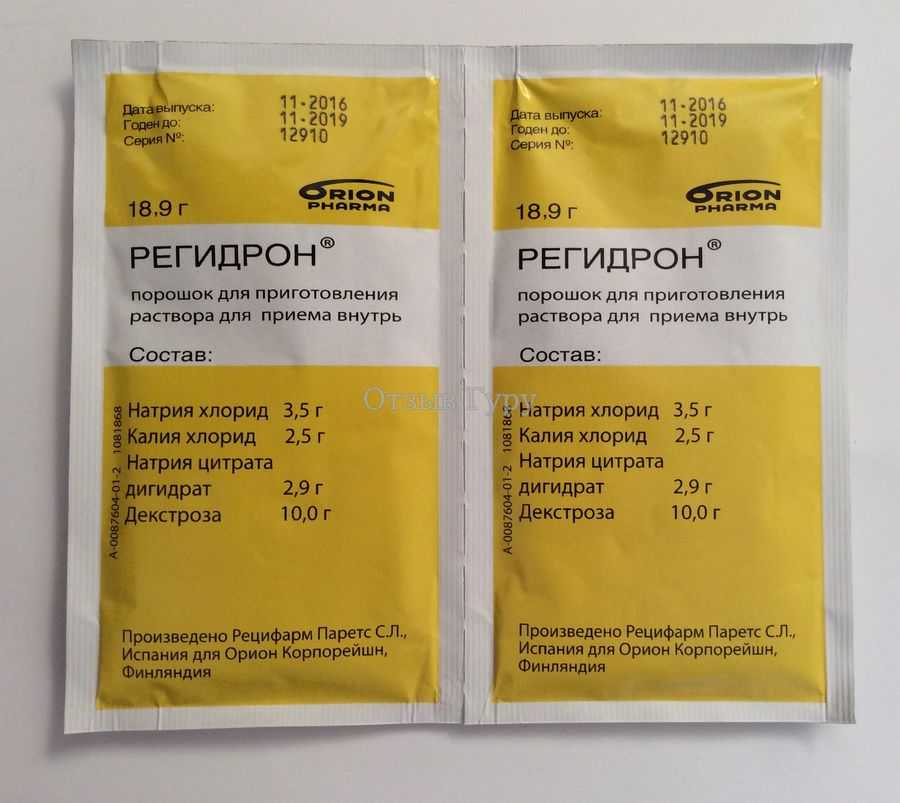 Дата выпуска: 11-2016
Годен до: 11-2019
Серия №: 12910
ORION
PHARMA
18,9 г
РЕГИДРОН®
порошок для приготовления
раствора для приема внутрь
Состав:
Натрия хлорид 3,5 г
Калия хлорид 2,5 г
Натрия цитрата
дигидрат 2,9 г
Декстроза 10,0 г
A-0087604-01-2 1081868
Произведено Рецифарм Паретс С.Л.,
Испания для Орион Корпорейшн,
Финляндия
Дата выпуска: 11-2016
Годен до: 11-2019
Серия №: 12910
ORION
PHARMA
18,9 г
РЕГИДРОН®
порошок для приготовления
раствора для приема внутрь
Состав:
Натрия хлорид 3,5 г
Калия хлорид 2,5 г
Натрия цитрата
дигидрат 2,9 г
Декстроза 10,0 г
A-0087604-01-2 1081868
Произведено Рецифарм Паретс С.Л.,
Испания для Орион Корпорейшн,
Финляндия
Отзыв Гуру